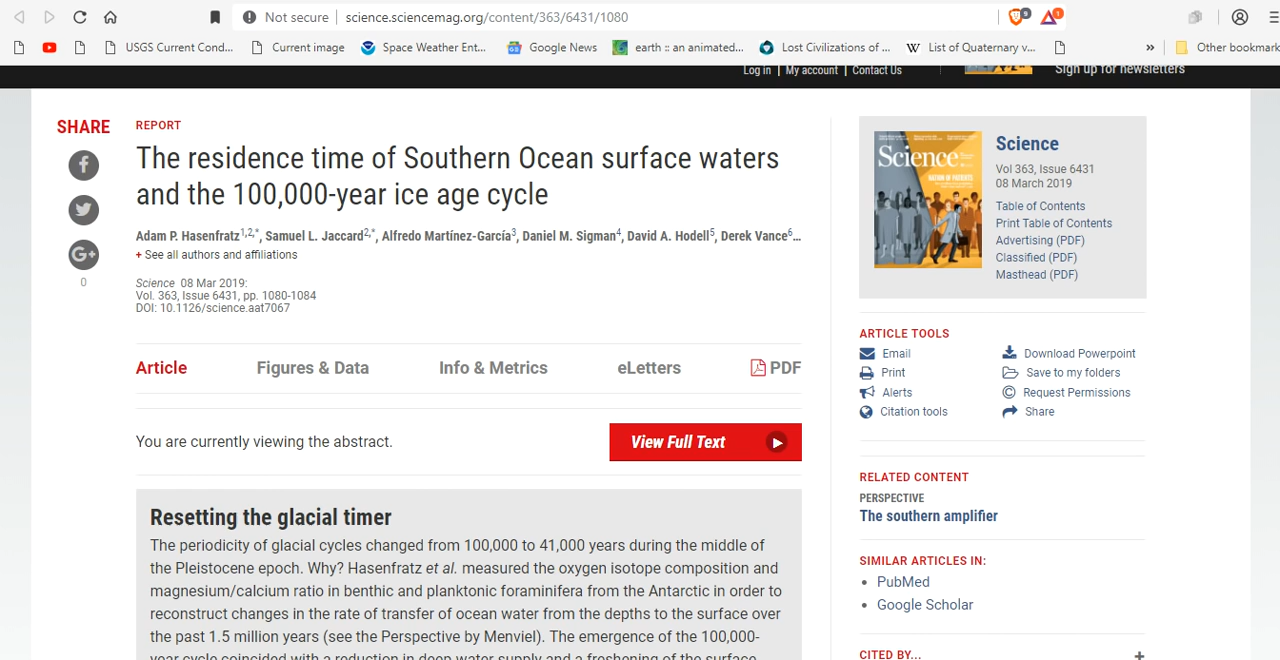 Not secure | science.sciencemag.org/content/363/6431/1080
9
1
USGS Current Cond...
Current image
Space Weather Ent...
Google News
earth :: an animated...
Lost Civilizations of ...
W List of Quaternary v...
»
Other bookmark
Log in | My account | Contact Us
Sign up for newsletters
SHARE
0
REPORT
The residence time of Southern Ocean surface waters
and the 100,000-year ice age cycle
Adam P. Hasenfratz1,2,*, Samuel L. Jaccard2,*, Alfredo Martínez-García3, Daniel M. Sigman4, David A. Hodell5, Derek Vance6...
+ See all authors and affiliations
Science 08 Mar 2019:
Vol. 363, Issue 6431, pp. 1080-1084
DOI: 10.1126/science.aat7067
Article
Figures & Data
Info & Metrics
eLetters
PDF
You are currently viewing the abstract.
View Full Text
Resetting the glacial timer
The periodicity of glacial cycles changed from 100,000 to 41,000 years during the middle of
the Pleistocene epoch. Why? Hasenfratz et al. measured the oxygen isotope composition and
magnesium/calcium ratio in benthic and planktonic foraminifera from the Antarctic in order to
reconstruct changes in the rate of transfer of ocean water from the depths to the surface over
the past 1.5 million years (see the Perspective by Menviel). The emergence of the 100,000-
year cycle coincided with a reduction in deep water supply and a freshening of the surface
Science
NATION OF PATIENTS
Science
Vol 363, Issue 6431
08 March 2019
Table of Contents
Print Table of Contents
Advertising (PDF)
Classified (PDF)
Masthead (PDF)
ARTICLE TOOLS
Email
Download Powerpoint
Print
Save to my folders
Alerts
Request Permissions
Citation tools
Share
RELATED CONTENT
PERSPECTIVE
The southern amplifier
SIMILAR ARTICLES IN:
PubMed
Google Scholar
CITED BY...
+